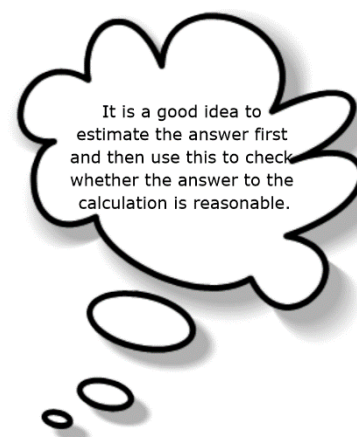 It is a good idea to
estimate the answer first
and then use this to check
whether the answer to the
calculation is reasonable.